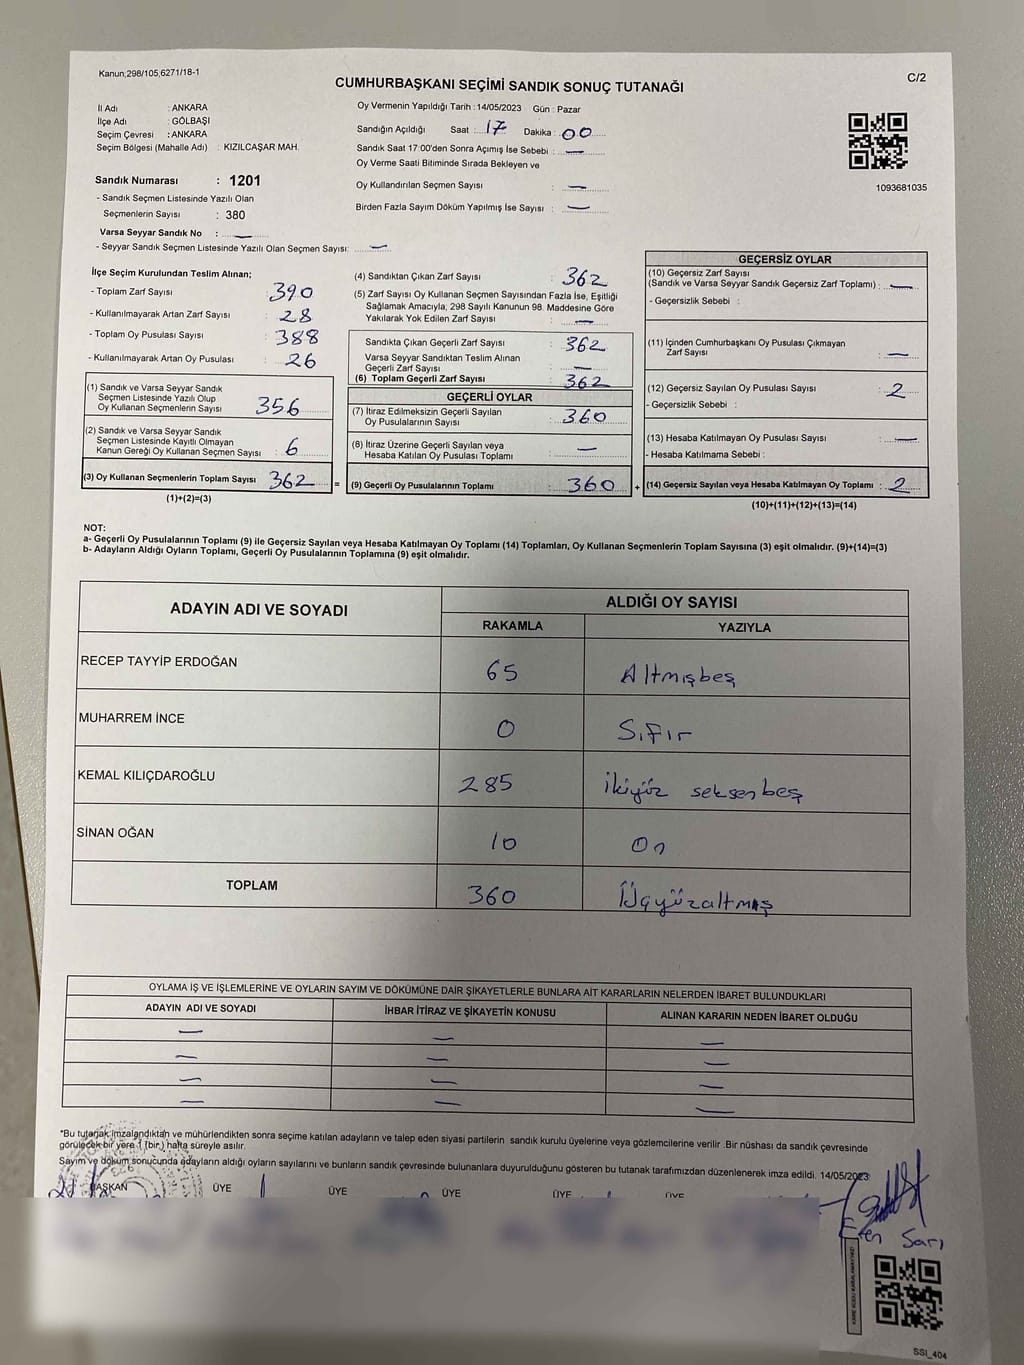 Kanun;298/105,6271/18-1
C/2
CUMHURBAŞKANI SEÇİMİ SANDIK SONUÇ TUTANAĞI
İl Adı : ANKARA
İlçe Adı : GÖLBAŞI
Seçim Çevresi : ANKARA
Seçim Bölgesi (Mahalle Adı) : KIZILCAŞAR MAH.
Oy Vermenin Yapıldığı Tarih : 14/05/2023 Gün : Pazar
Sandığın Açıldığı Saat : 17 Dakika : 00
Sandık Saat 17:00'den Sonra Açımış İse Sebebi : —
Oy Verme Saati Bitiminde Sırada Bekleyen ve
Oy Kullandırılan Seçmen Sayısı : —
Birden Fazla Sayım Döküm Yapılmış İse Sayısı : —
1093681035
Sandık Numarası : 1201
- Sandık Seçmen Listesinde Yazılı Olan
Seçmenlerin Sayısı : 380
Varsa Seyyar Sandık No : —
- Seyyar Sandık Seçmen Listesinde Yazılı Olan Seçmen Sayısı: —
İlçe Seçim Kurulundan Teslim Alınan;
- Toplam Zarf Sayısı : 390
- Kullanılmayarak Artan Zarf Sayısı : 28
- Toplam Oy Pusulası Sayısı : 388
- Kullanılmayarak Artan Oy Pusulası : 26
(1) Sandık ve Varsa Seyyar Sandık
Seçmen Listesinde Yazılı Olup
Oy Kullanan Seçmenlerin Sayısı : 356
(2) Sandık ve Varsa Seyyar Sandık
Seçmen Listesinde Kayıtlı Olmayan
Kanun Gereği Oy Kullanan Seçmen Sayısı : 6
(3) Oy Kullanan Seçmenlerin Toplam Sayısı : 362
(1)+(2)=(3)
(4) Sandıktan Çıkan Zarf Sayısı : 362
(5) Zarf Sayısı Oy Kullanan Seçmen Sayısından Fazla İse, Eşitliği
Sağlamak Amacıyla; 298 Sayılı Kanunun 98. Maddesine Göre
Yakılarak Yok Edilen Zarf Sayısı : —
Sandıkta Çıkan Geçerli Zarf Sayısı : 362
Varsa Seyyar Sandıktan Teslim Alınan
Geçerli Zarf Sayısı : —
(6) Toplam Geçerli Zarf Sayısı : 362
GEÇERLİ OYLAR
(7) İtiraz Edilmeksizin Geçerli Sayılan
Oy Pusulalarının Sayısı : 360
(8) İtiraz Üzerine Geçerli Sayılan veya
Hesaba Katılan Oy Pusulası Toplamı : —
= (9) Geçerli Oy Pusulalarının Toplamı : 360
GEÇERSİZ OYLAR
(10) Geçersiz Zarf Sayısı
(Sandık ve Varsa Seyyar Sandık Geçersiz Zarf Toplamı) : —
- Geçersizlik Sebebi :
(11) İçinden Cumhurbaşkanı Oy Pusulası Çıkmayan
Zarf Sayısı : —
(12) Geçersiz Sayılan Oy Pusulası Sayısı : 2
- Geçersizlik Sebebi :
(13) Hesaba Katılmayan Oy Pusulası Sayısı : —
- Hesaba Katılmama Sebebi :
+ (14) Geçersiz Sayılan veya Hesaba Katılmayan Oy Toplamı : 2
(10)+(11)+(12)+(13)=(14)
NOT:
a- Geçerli Oy Pusulalarının Toplamı (9) ile Geçersiz Sayılan veya Hesaba Katılmayan Oy Toplamı (14) Toplamları, Oy Kullanan Seçmenlerin Toplam Sayısına (3) eşit olmalıdır. (9)+(14)=(3)
b- Adayların Aldığı Oyların Toplamı, Geçerli Oy Pusulalarının Toplamına (9) eşit olmalıdır.
ADAYIN ADI VE SOYADI ALDIĞI OY SAYISI
RAKAMLA YAZIYLA
RECEP TAYYİP ERDOĞAN 65 Altmışbeş
MUHARREM İNCE 0 Sıfır
KEMAL KILIÇDAROĞLU 285 İkiyüz seksenbeş
SİNAN OĞAN 10 On
TOPLAM 360 Üçyüzaltmış
OYLAMA İŞ VE İŞLEMLERİNE VE OYLARIN SAYIM VE DÖKÜMÜNE DAİR ŞİKAYETLERLE BUNLARA AİT KARARLARIN NELERDEN İBARET BULUNDUKLARI
ADAYIN ADI VE SOYADI İHBAR İTİRAZ VE ŞİKAYETİN KONUSU ALINAN KARARIN NEDEN İBARET OLDUĞU
— — —
— — —
— — —
— — —
*Bu tutanak imzalandıktan ve mühürlendikten sonra seçime katılan adayların ve talep eden siyasi partilerin sandık kurulu üyelerine veya gözlemcilerine verilir .Bir nüshası da sandık çevresinde
görülecek bir yere 1 (bir ) hafta süreyle asılır.
Sayım ve döküm sonucunda adayların aldığı oyların sayılarını ve bunların sandık çevresinde bulunanlara duyurulduğunu gösteren bu tutanak tarafımızdan düzenlenerek imza edildi. 14/05/2023
BAŞKAN ÜYE ÜYE ÜYE ÜYE ÜYE
Eren Sarı
SSI_404